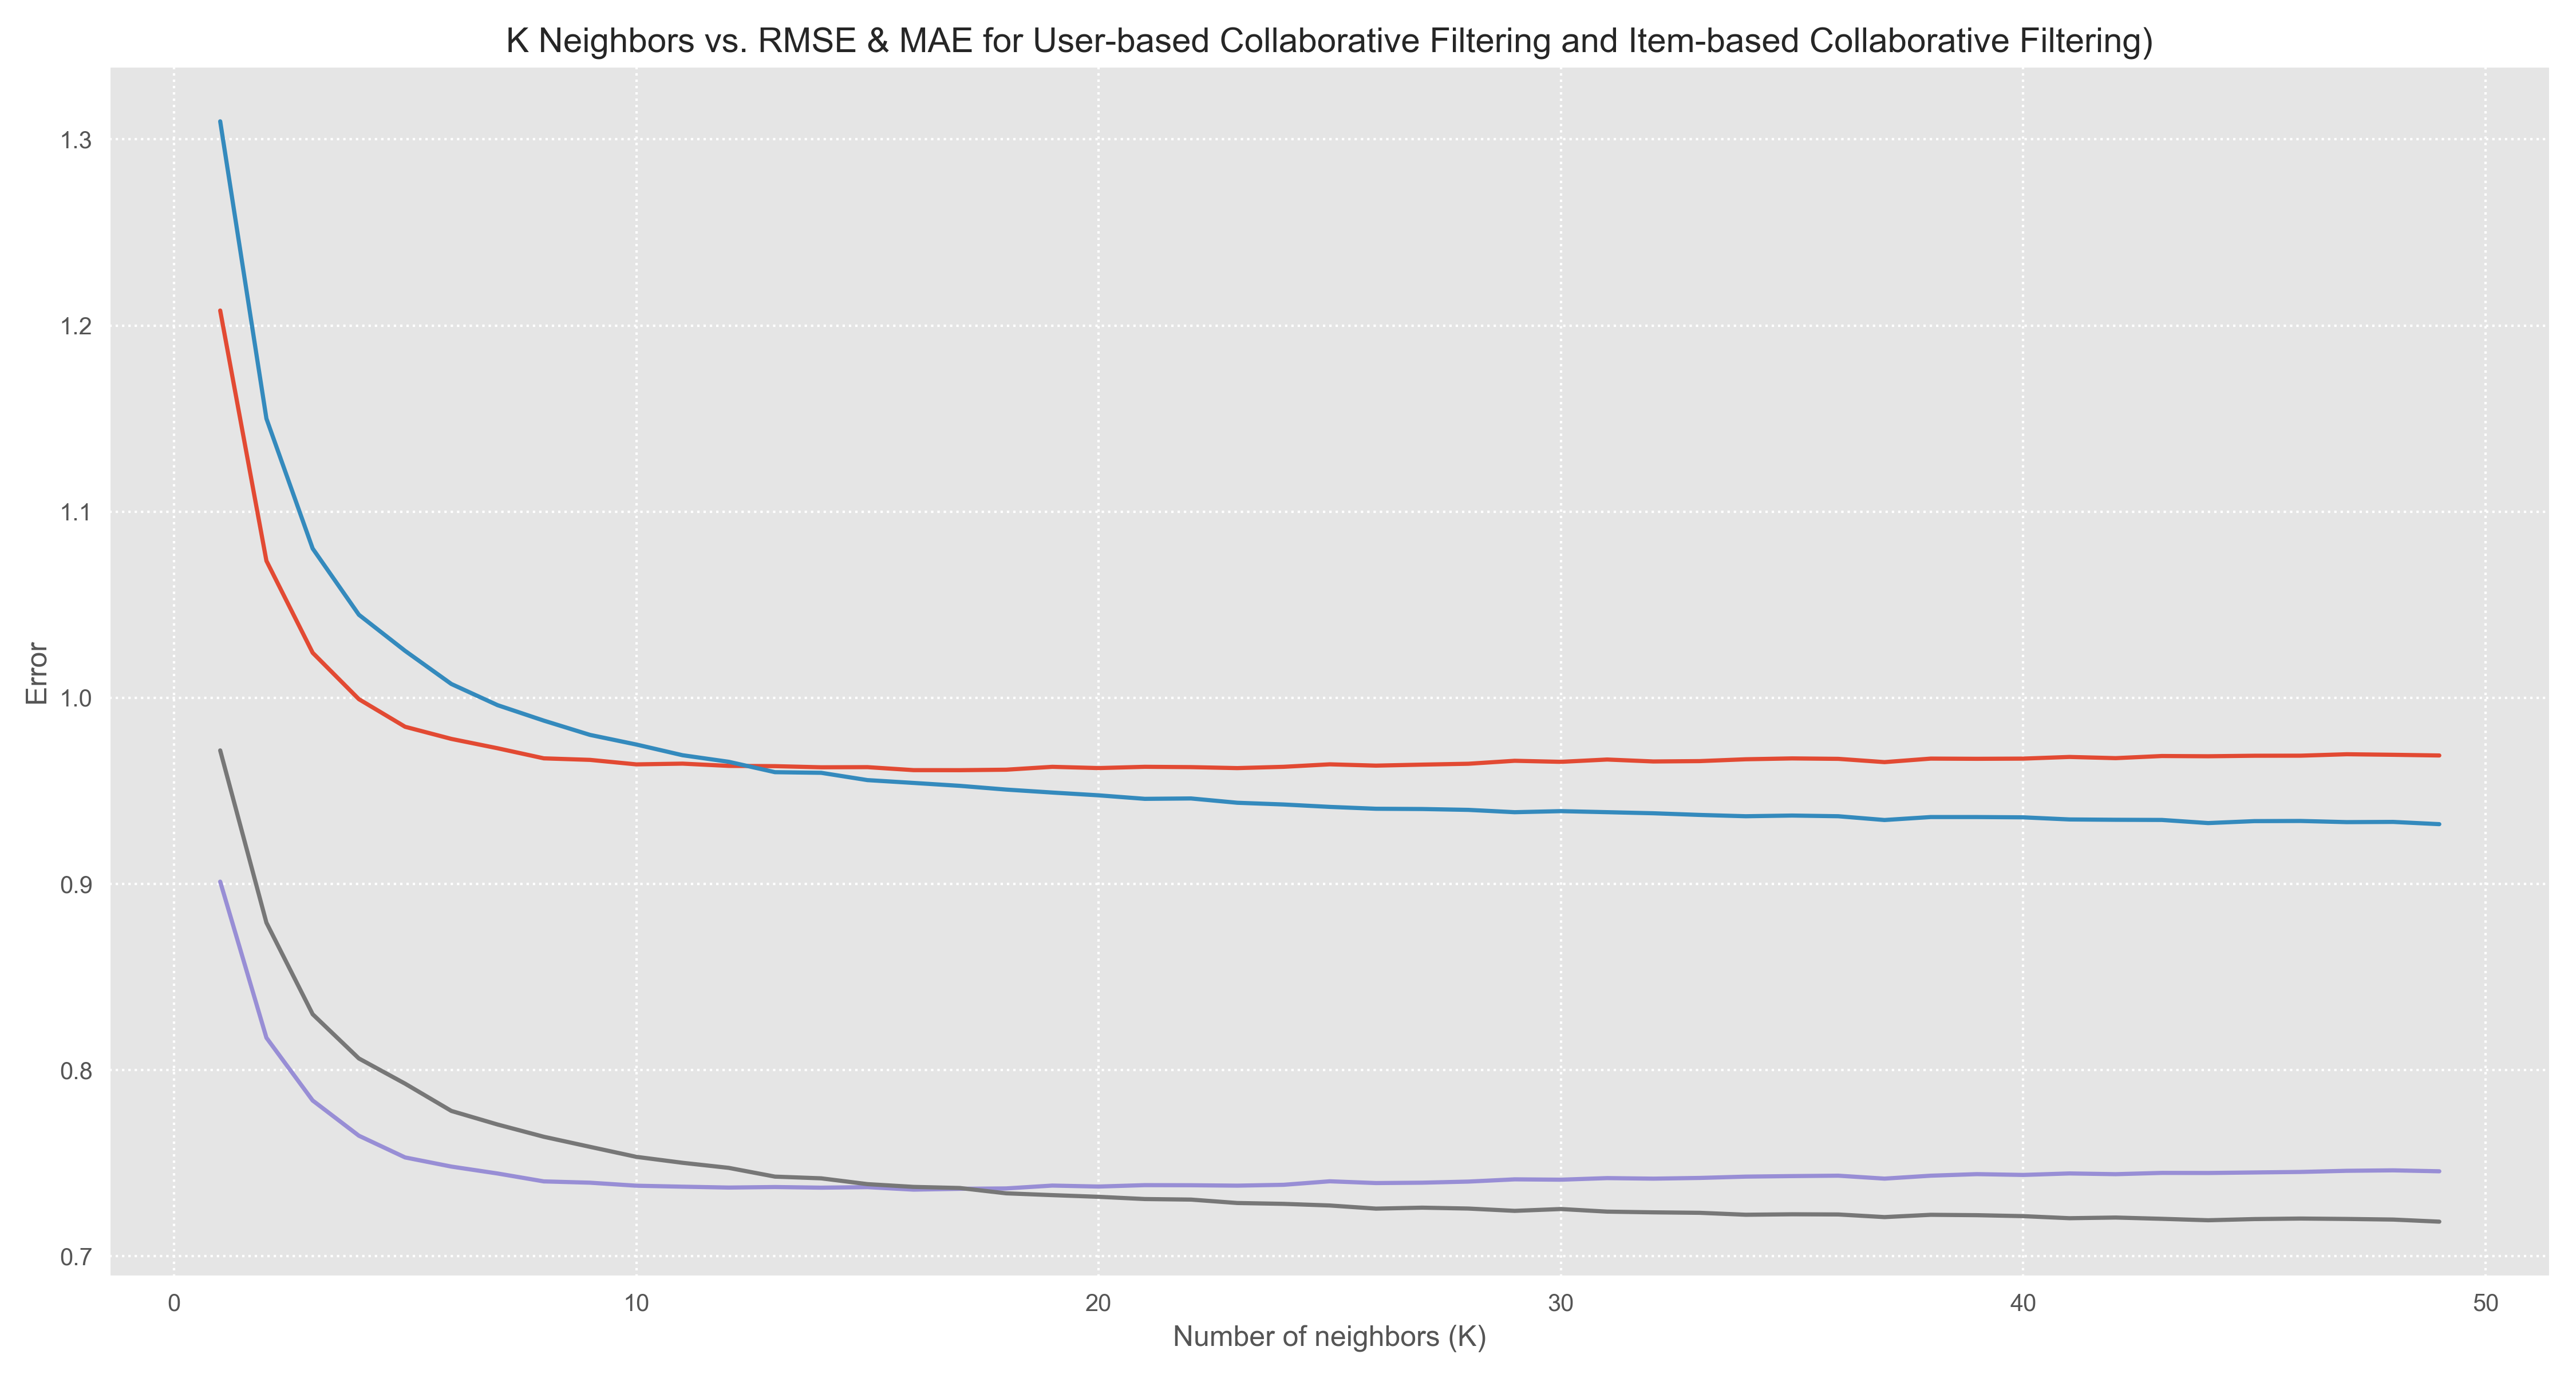 K Neighbors vs. RMSE & MAE for User-based Collaborative Filtering and Item-based Collaborative Filtering)
1.3
1.2
1.1
1.0
0.9
0.8
0.7
Error
0 10 20 30 40 50
Number of neighbors (K)